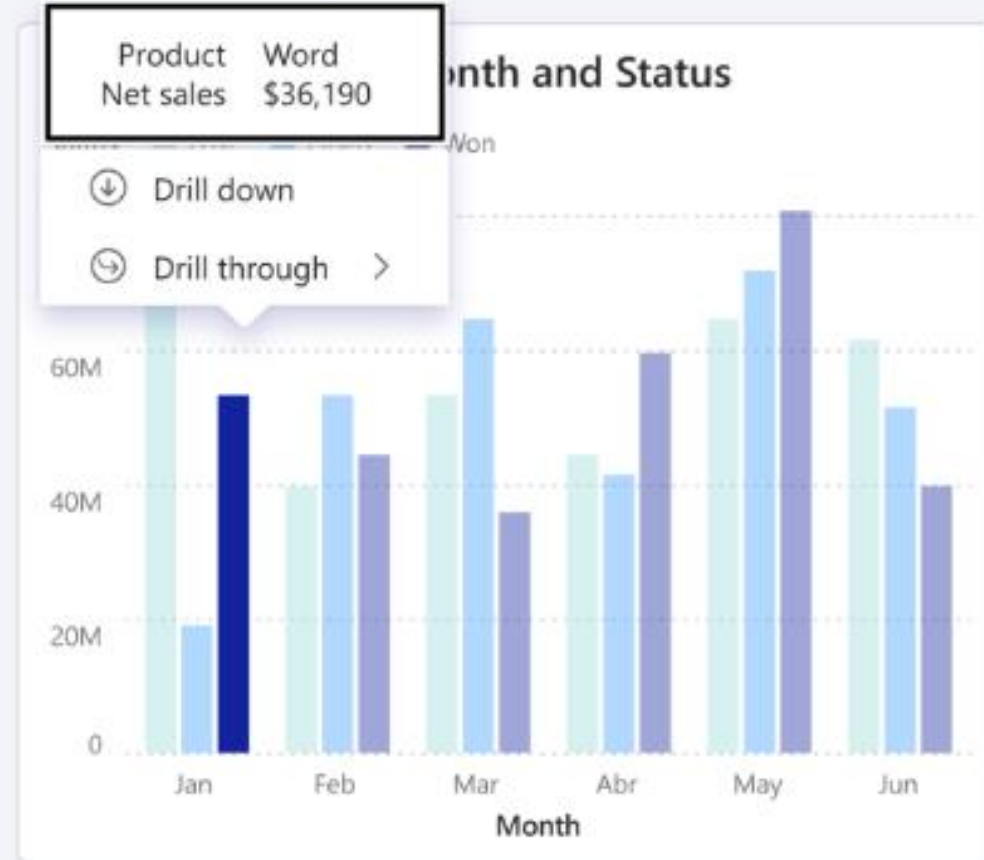 Product Word
Net sales $36,190
onth and Status
Won
Drill down
Drill through
60M
40M
20M
0
Jan Feb Mar Abr May Jun
Month